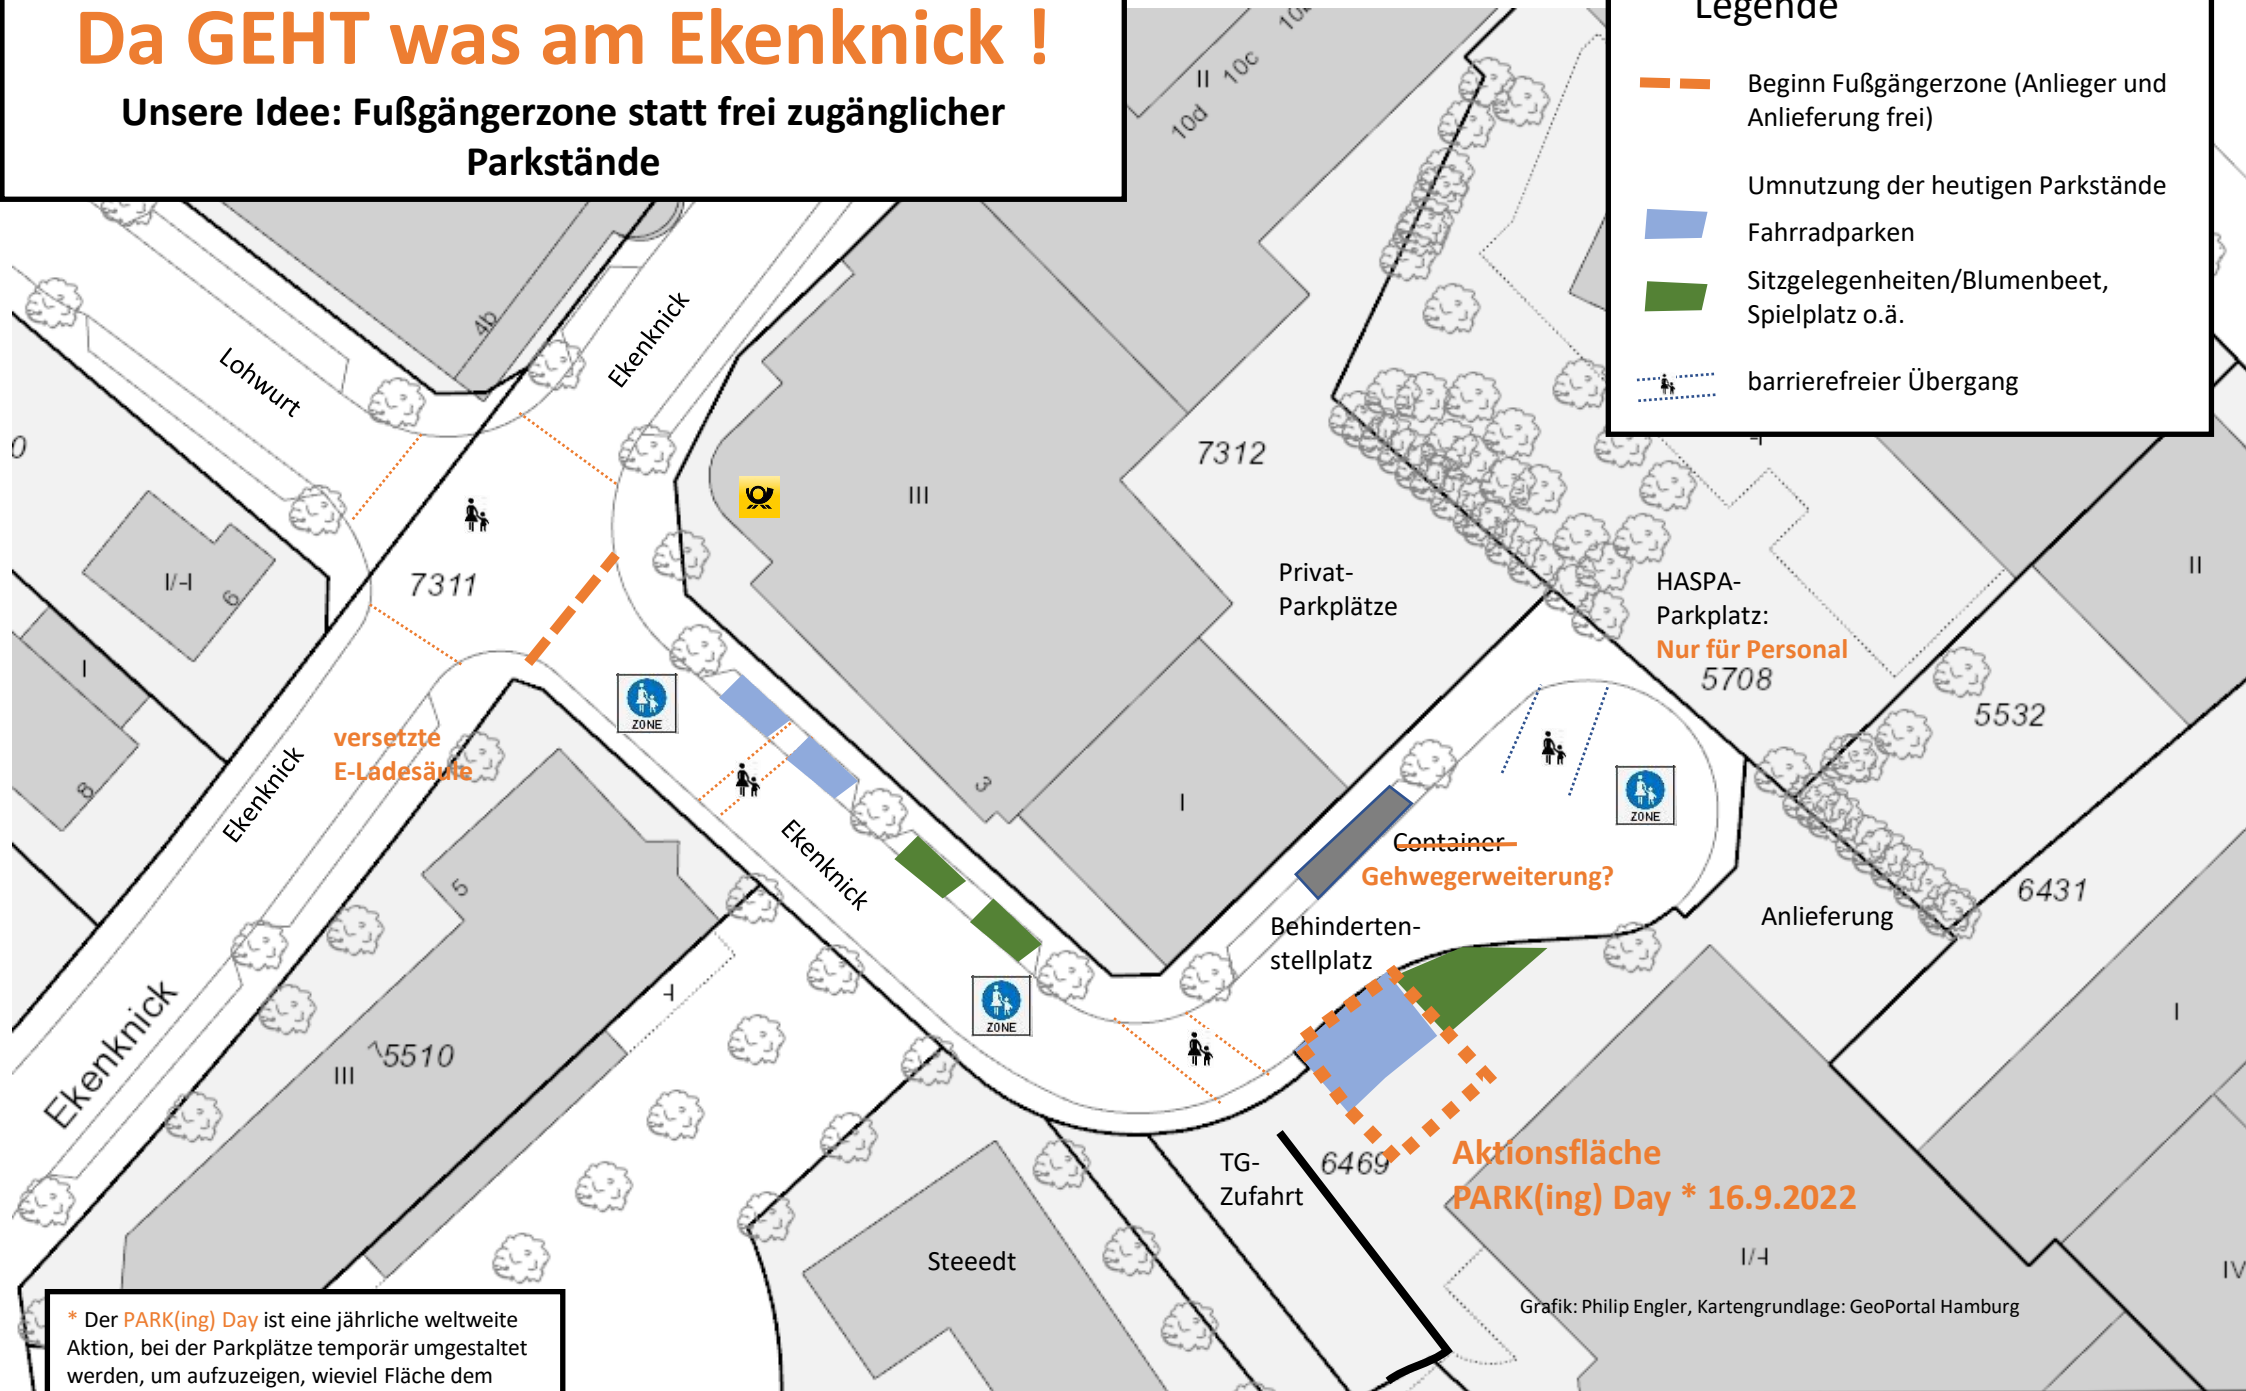 Da GEHT was am Ekenknick !
Unsere Idee: Fußgängerzone statt frei zugänglicher
Parkstände
Legende
Beginn Fußgängerzone (Anlieger und
Anlieferung frei)
Umnutzung der heutigen Parkstände
Fahrradparken
Sitzgelegenheiten/Blumenbeet,
Spielplatz o.ä.
barrierefreier Übergang
10c
10d
II
4b
Lohwurt
Ekenknick
7312
III
0
7311
I/-I
6
I
8
Privat-
Parkplätze
HASPA-
Parkplatz:
Nur für Personal
5708
5532
II
ZONE
versetzte
E-Ladesäule
Ekenknick
3
I
ZONE
Container
Gehwegerweiterung?
Ekenknick
5
6431
Anlieferung
Behinderten-
stellplatz
ZONE
-I
I
Ekenknick
III
5510
TG-
Zufahrt
6469
Aktionsfläche
PARK(ing) Day * 16.9.2022
Steeedt
I/-I
IV
Grafik: Philip Engler, Kartengrundlage: GeoPortal Hamburg
* Der PARK(ing) Day ist eine jährliche weltweite
Aktion, bei der Parkplätze temporär umgestaltet
werden, um aufzuzeigen, wieviel Fläche dem